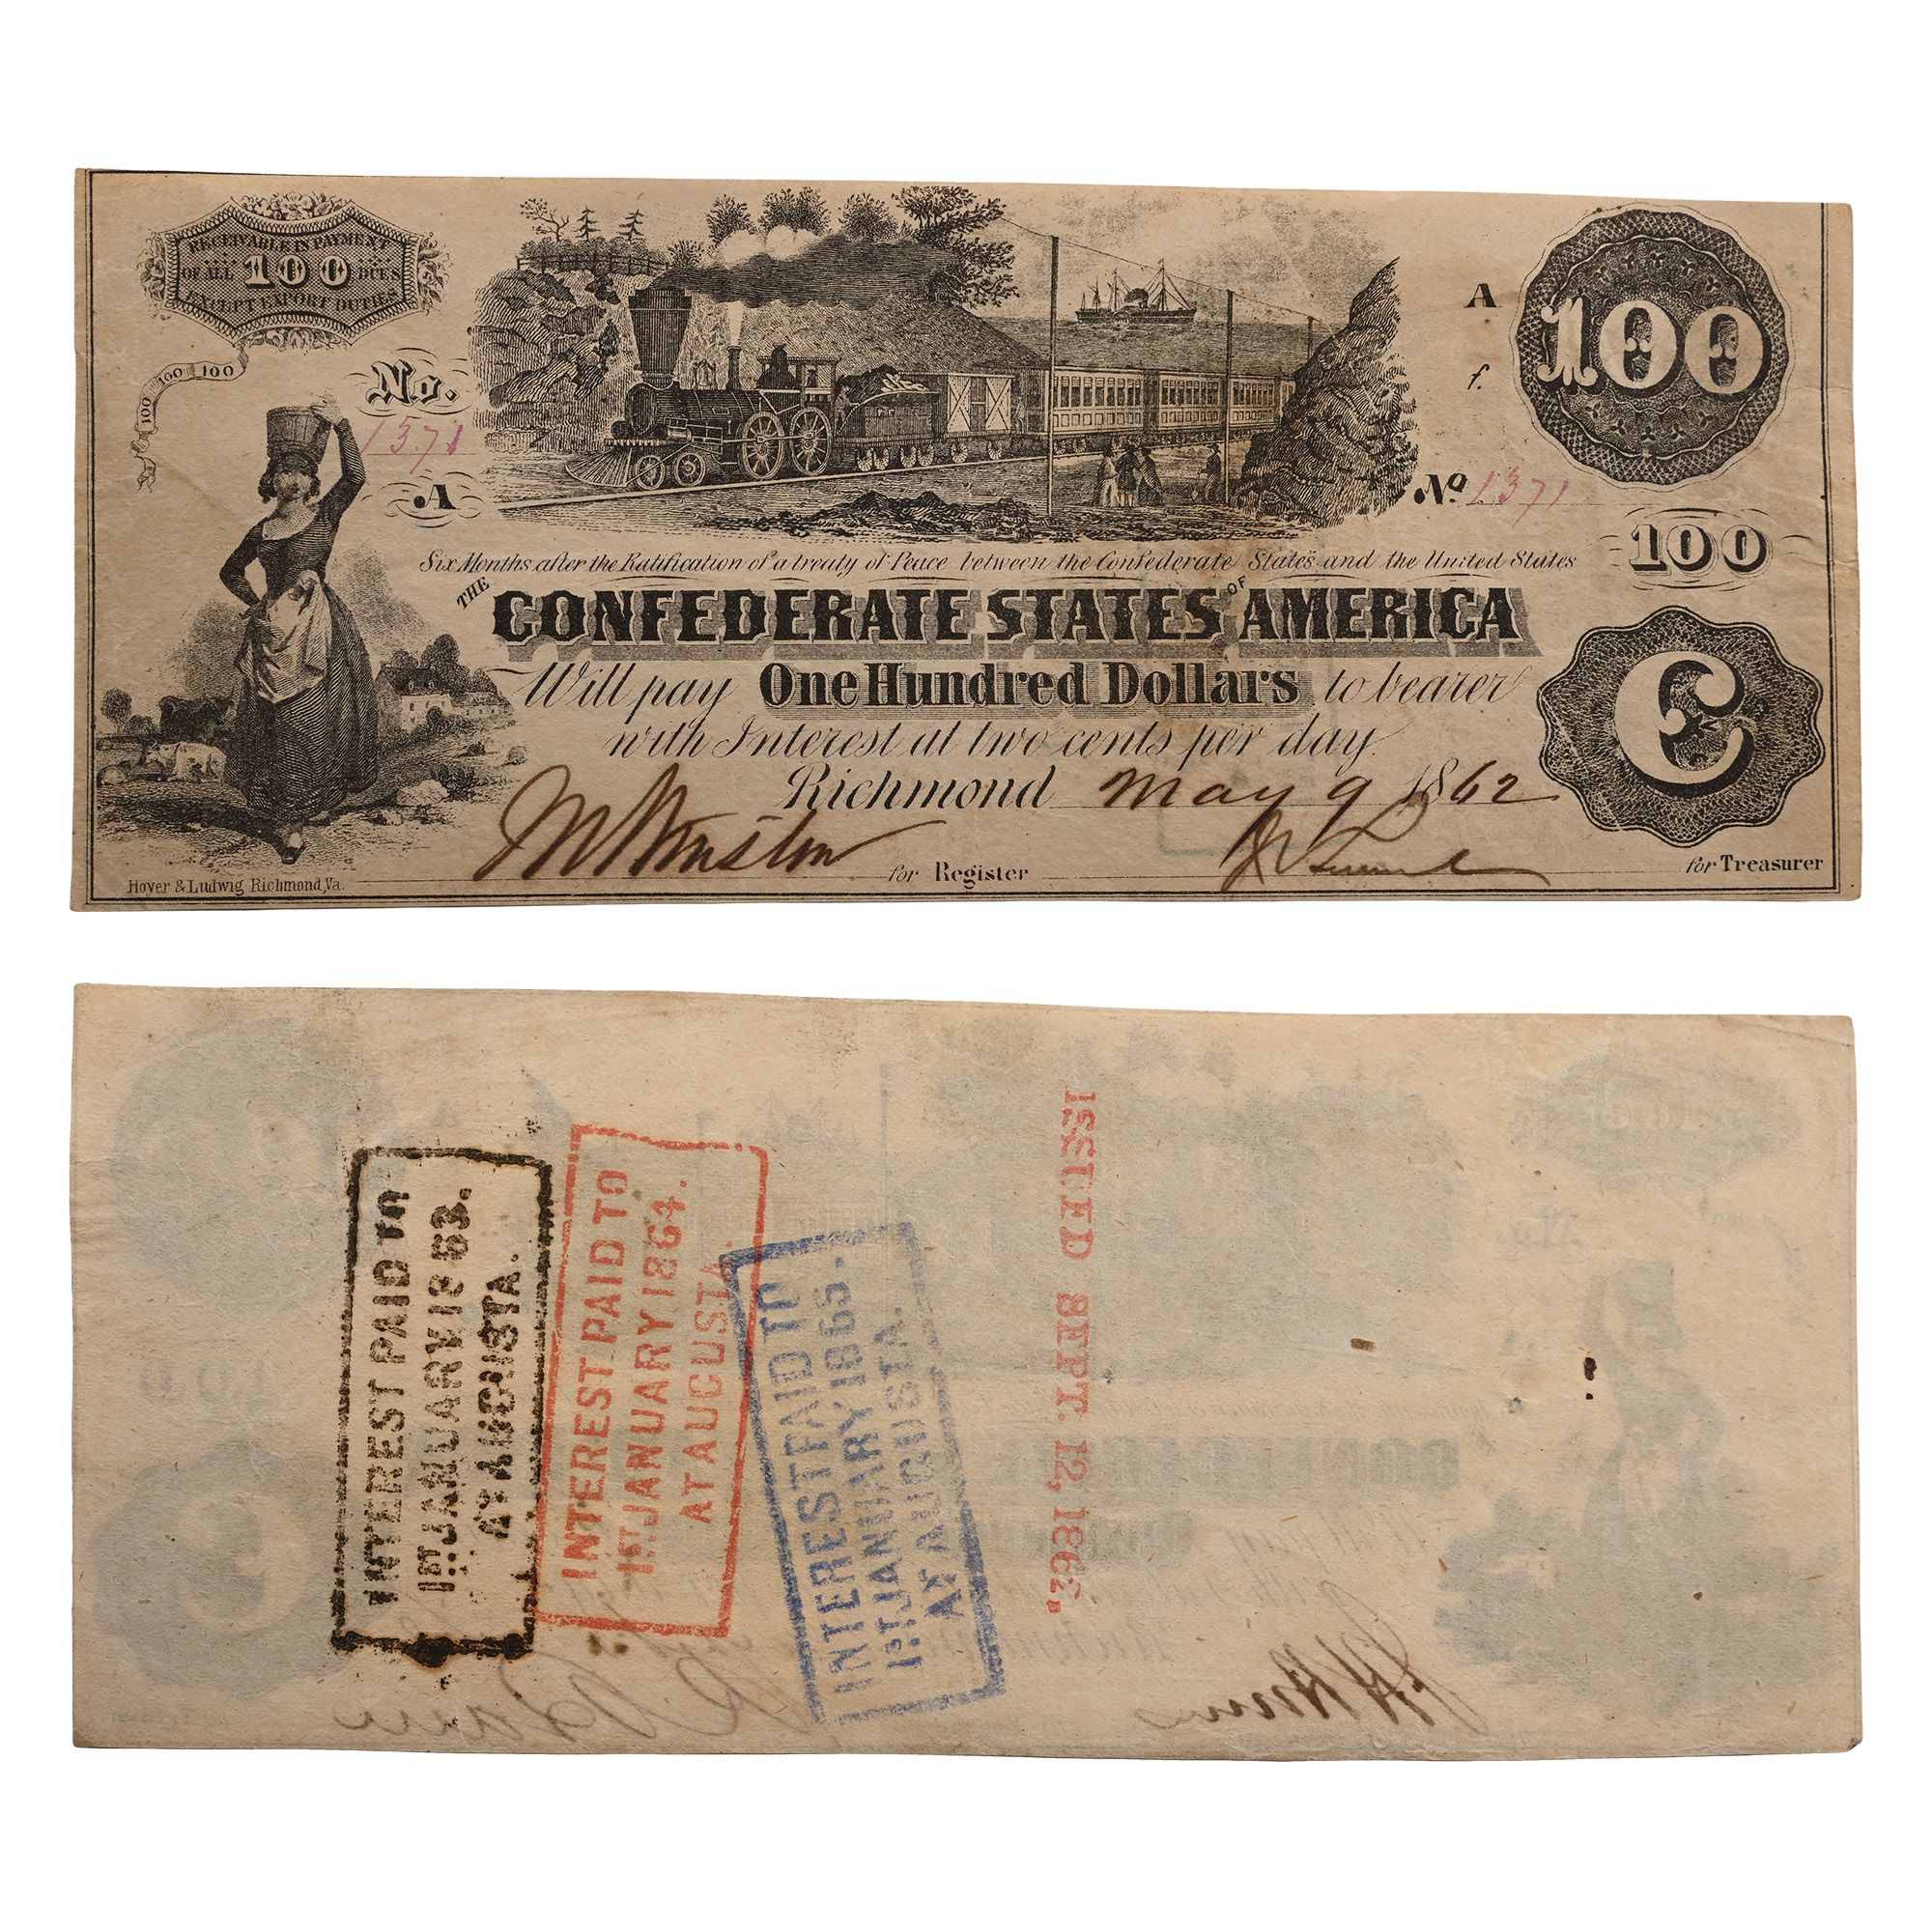 RECEIVABLE IN PAYMENT
OF ALL 100 DUES
EXCEPT EXPORT DUTIES
100 100 100
No.
1371
A
A
f.
100
No. 1371
100
Six Months after the Ratification of a treaty of Peace between the Confederate States and the United States
THE CONFEDERATE STATES OF AMERICA
Will pay One Hundred Dollars to bearer
with Interest at two cents per day.
C
Richmond May 9 1862
for Register
for Treasurer
Hoyer & Ludwig Richmond, Va.
INTEREST PAID TO
1ST JANUARY 1863.
AT AUGUSTA.
INTEREST PAID TO
1ST JANUARY 1864.
AT AUGUSTA.
INTEREST PAID TO
1ST JANUARY 1865.
AT AUGUSTA.
ISSUED SEPT. 12, 1862.